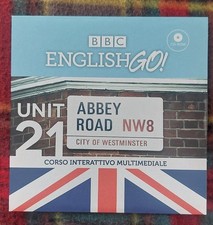 BBC
ENGLISH GO!
UNIT
21
ABBEY
ROAD NW8
CITY OF WESTMINSTER
CORSO INTERATTIVO MULTIMEDIALE